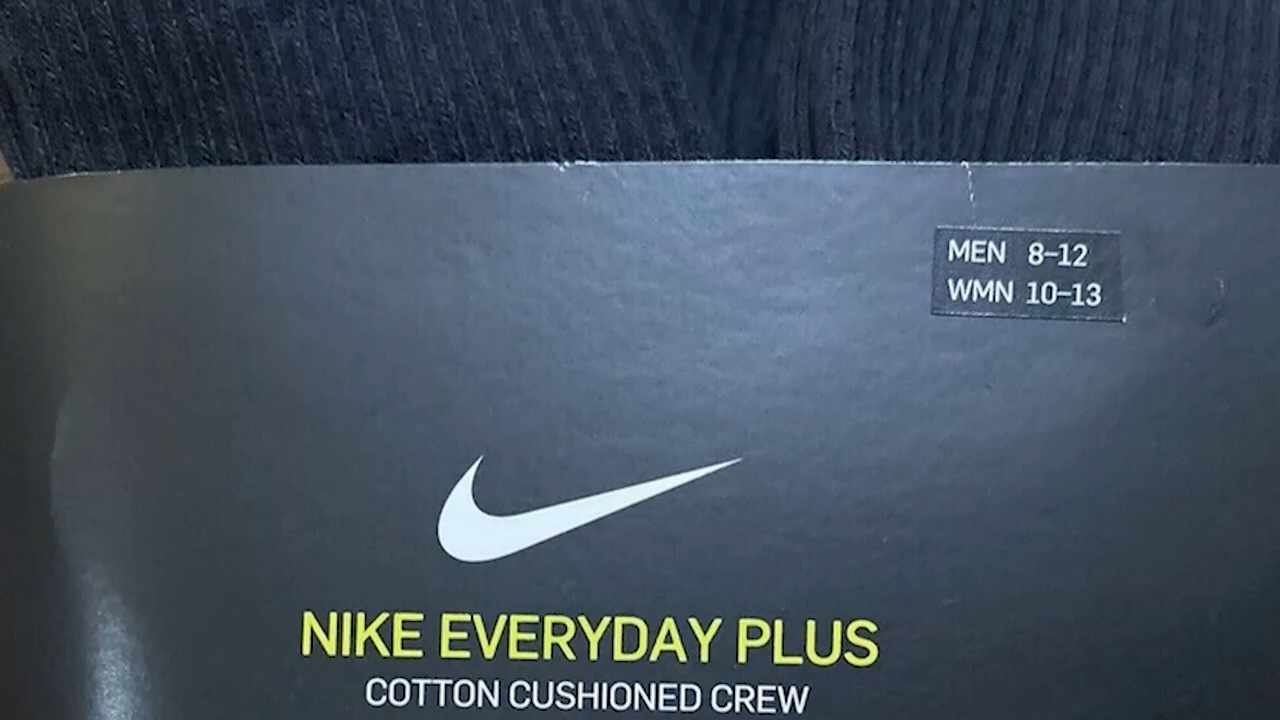 MEN 8–12
WMN 10–13
NIKE EVERYDAY PLUS
COTTON CUSHIONED CREW